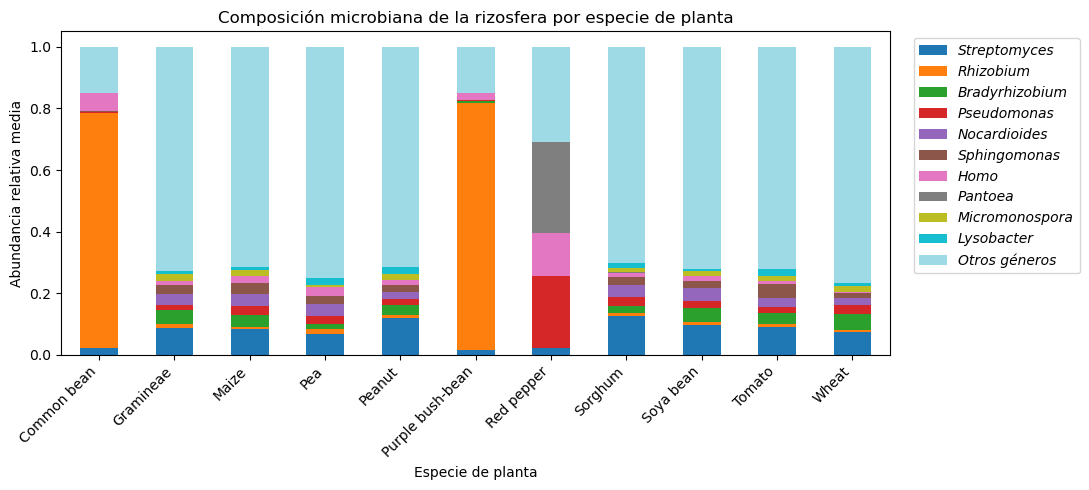 Composición microbiana de la rizosfera por especie de planta
Abundancia relativa media
1.0
0.8
0.6
0.4
0.2
0.0
Common bean
Gramineae
Maize
Pea
Peanut
Purple bush-bean
Red pepper
Sorghum
Soya bean
Tomato
Wheat
Especie de planta
Streptomyces
Rhizobium
Bradyrhizobium
Pseudomonas
Nocardioides
Sphingomonas
Homo
Pantoea
Micromonospora
Lysobacter
Otros géneros